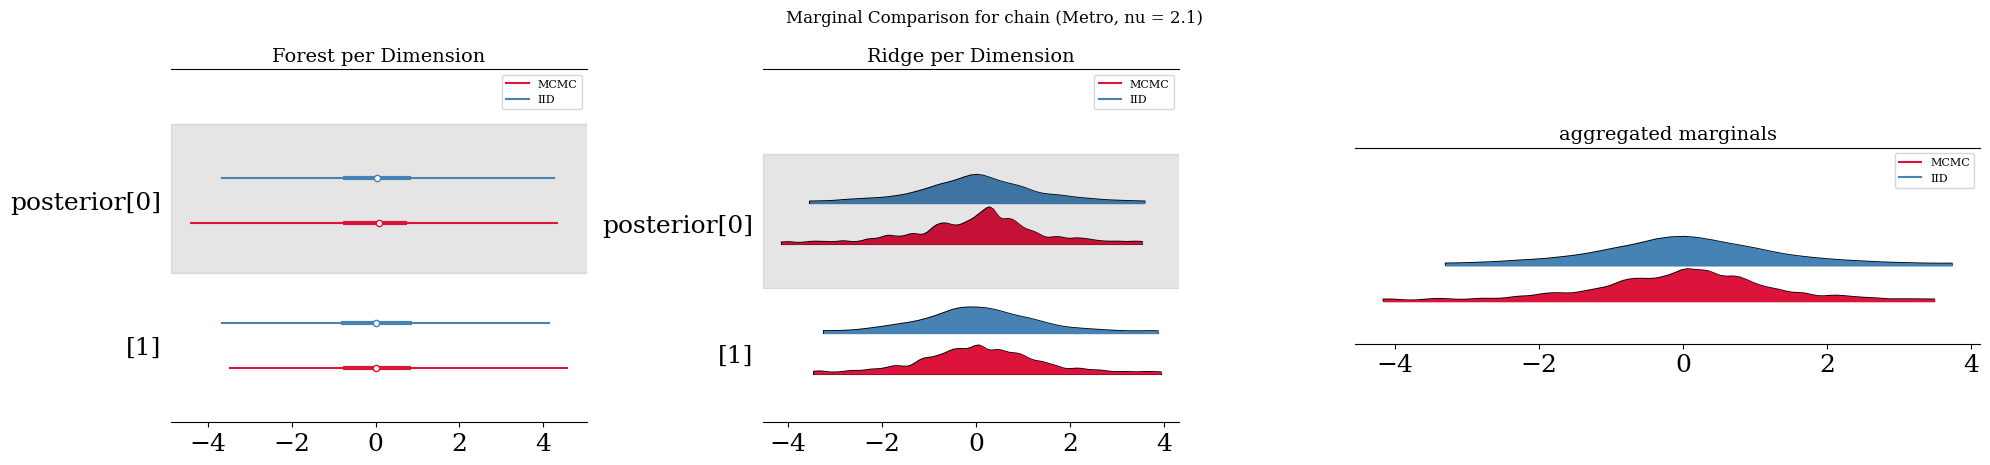 Marginal Comparison for chain (Metro, nu = 2.1)
Forest per Dimension
MCMC
IID
posterior[0]
[1]
−4 −2 0 2 4
Ridge per Dimension
MCMC
IID
posterior[0]
[1]
−4 −2 0 2 4
aggregated marginals
MCMC
IID
−4 −2 0 2 4